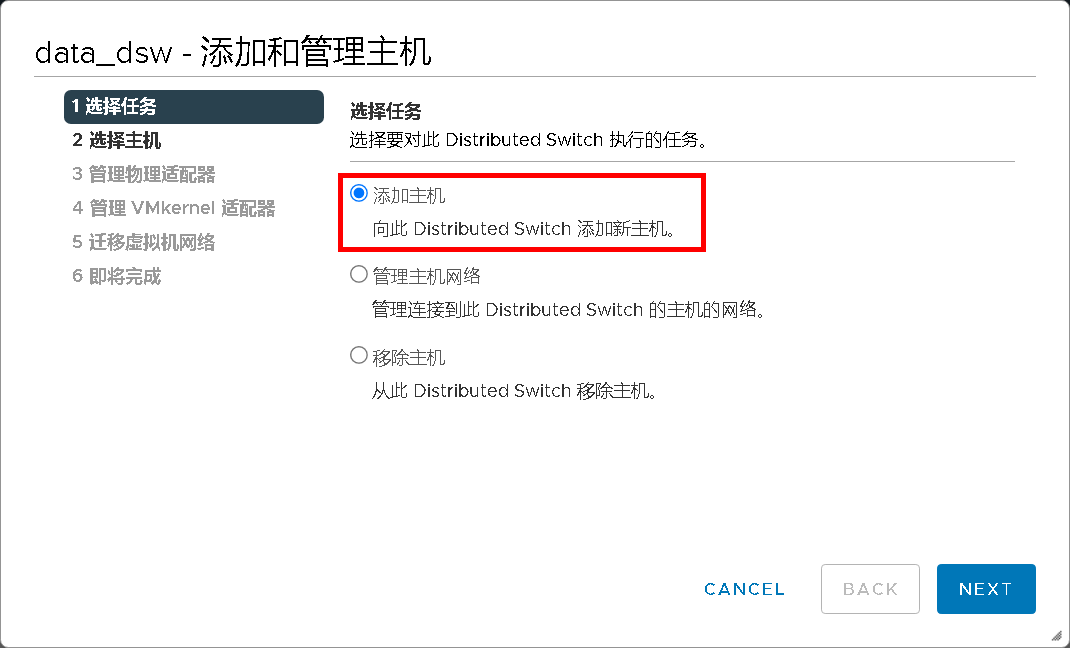 data_dsw - 添加和管理主机
1 选择任务
2 选择主机
3 管理物理适配器
4 管理 VMkernel 适配器
5 迁移虚拟机网络
6 即将完成
选择任务
选择要对此 Distributed Switch 执行的任务。
添加主机
向此 Distributed Switch 添加新主机。
管理主机网络
管理连接到此 Distributed Switch 的主机的网络。
移除主机
从此 Distributed Switch 移除主机。
CANCEL
BACK
NEXT